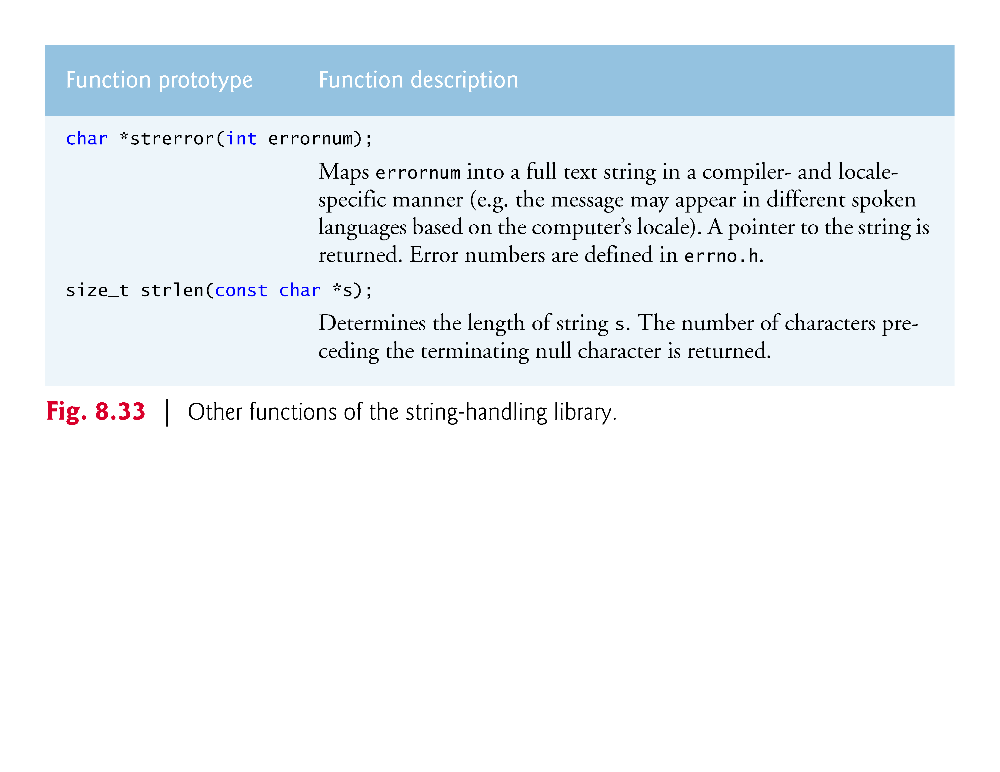 Function prototype Function description
char *strerror(int errornum);
Maps errornum into a full text string in a compiler- and locale-
specific manner (e.g. the message may appear in different spoken
languages based on the computer’s locale). A pointer to the string is
returned. Error numbers are defined in errno.h.
size_t strlen(const char *s);
Determines the length of string s. The number of characters pre-
ceding the terminating null character is returned.
Fig. 8.33 | Other functions of the string-handling library.